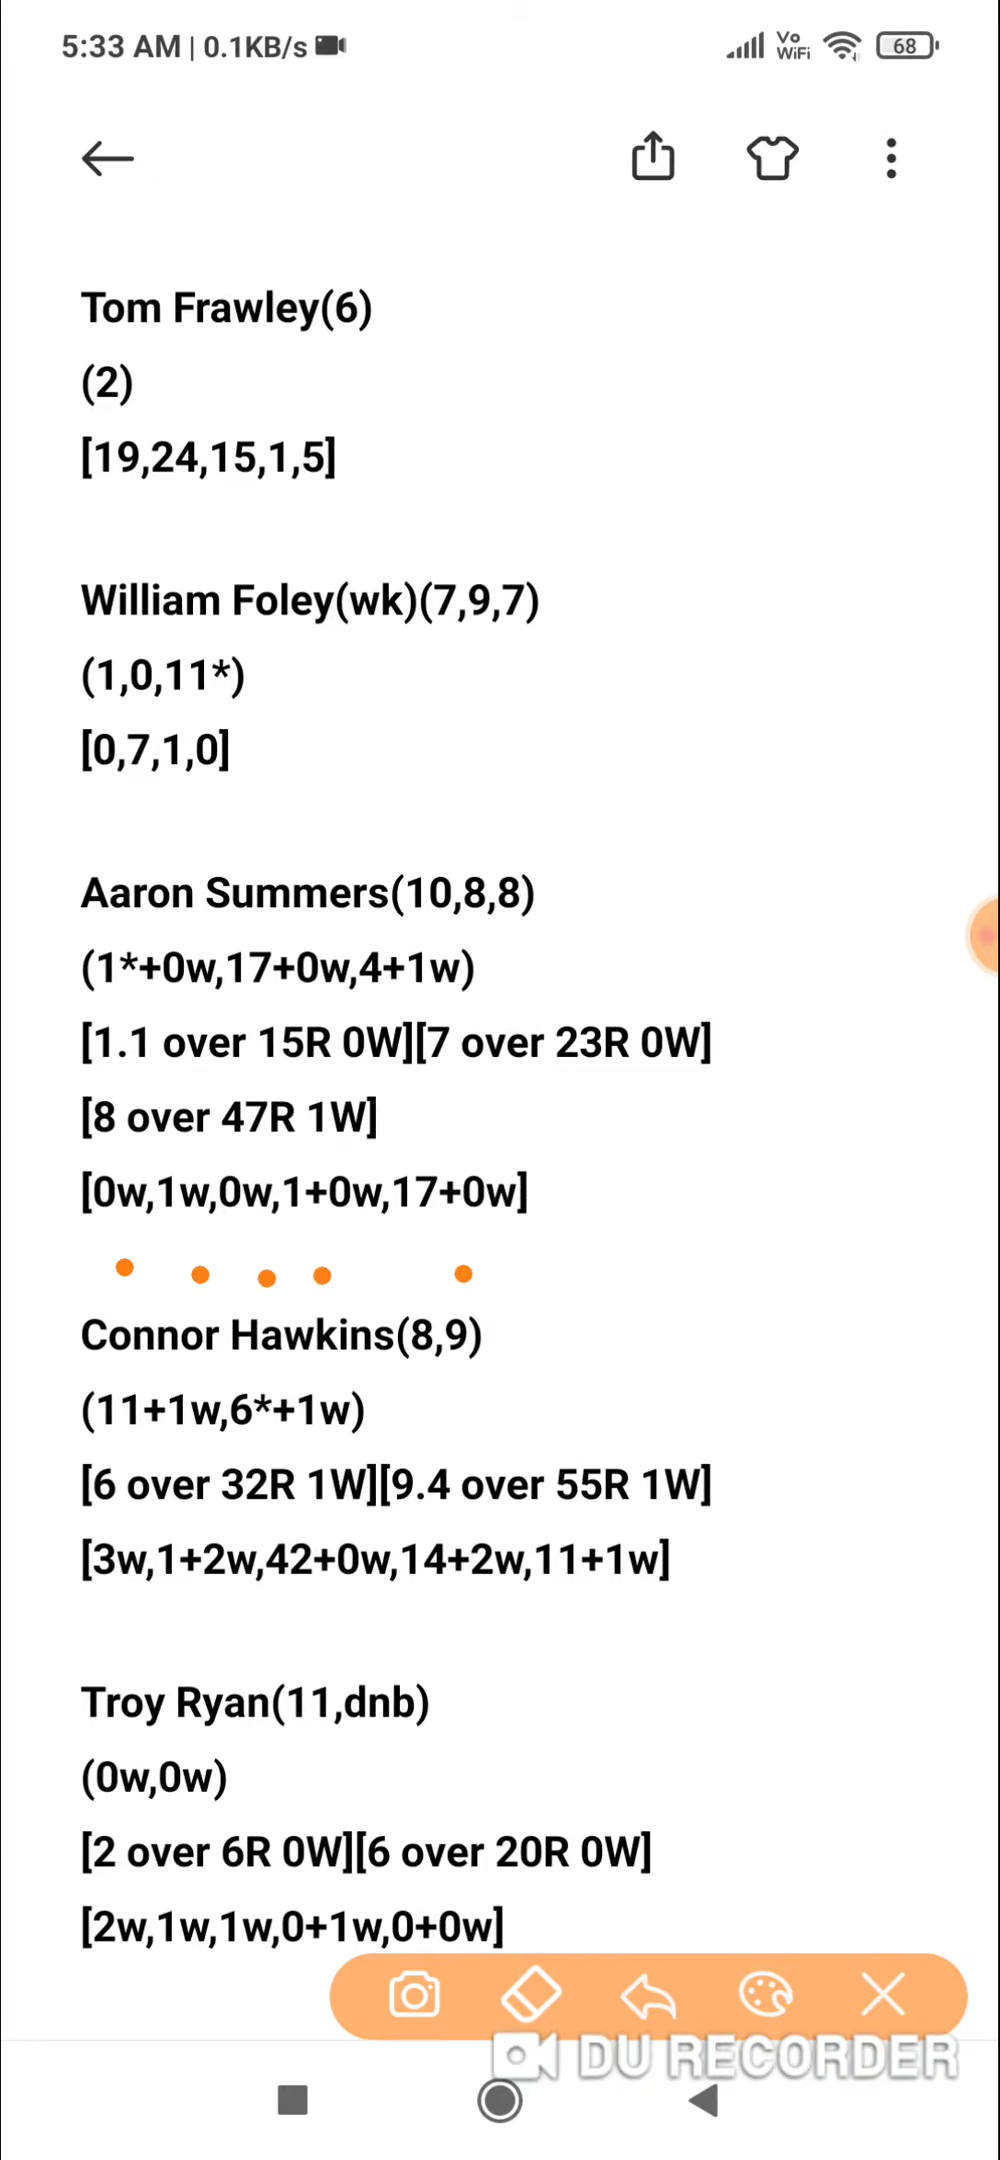 5:33 AM | 0.1KB/s
Vo
WiFi
68
Tom Frawley(6)
(2)
[19,24,15,1,5]
William Foley(wk)(7,9,7)
(1,0,11*)
[0,7,1,0]
Aaron Summers(10,8,8)
(1*+0w,17+0w,4+1w)
[1.1 over 15R 0W][7 over 23R 0W]
[8 over 47R 1W]
[0w,1w,0w,1+0w,17+0w]
Connor Hawkins(8,9)
(11+1w,6*+1w)
[6 over 32R 1W][9.4 over 55R 1W]
[3w,1+2w,42+0w,14+2w,11+1w]
Troy Ryan(11,dnb)
(0w,0w)
[2 over 6R 0W][6 over 20R 0W]
[2w,1w,1w,0+1w,0+0w]
DU RECORDER